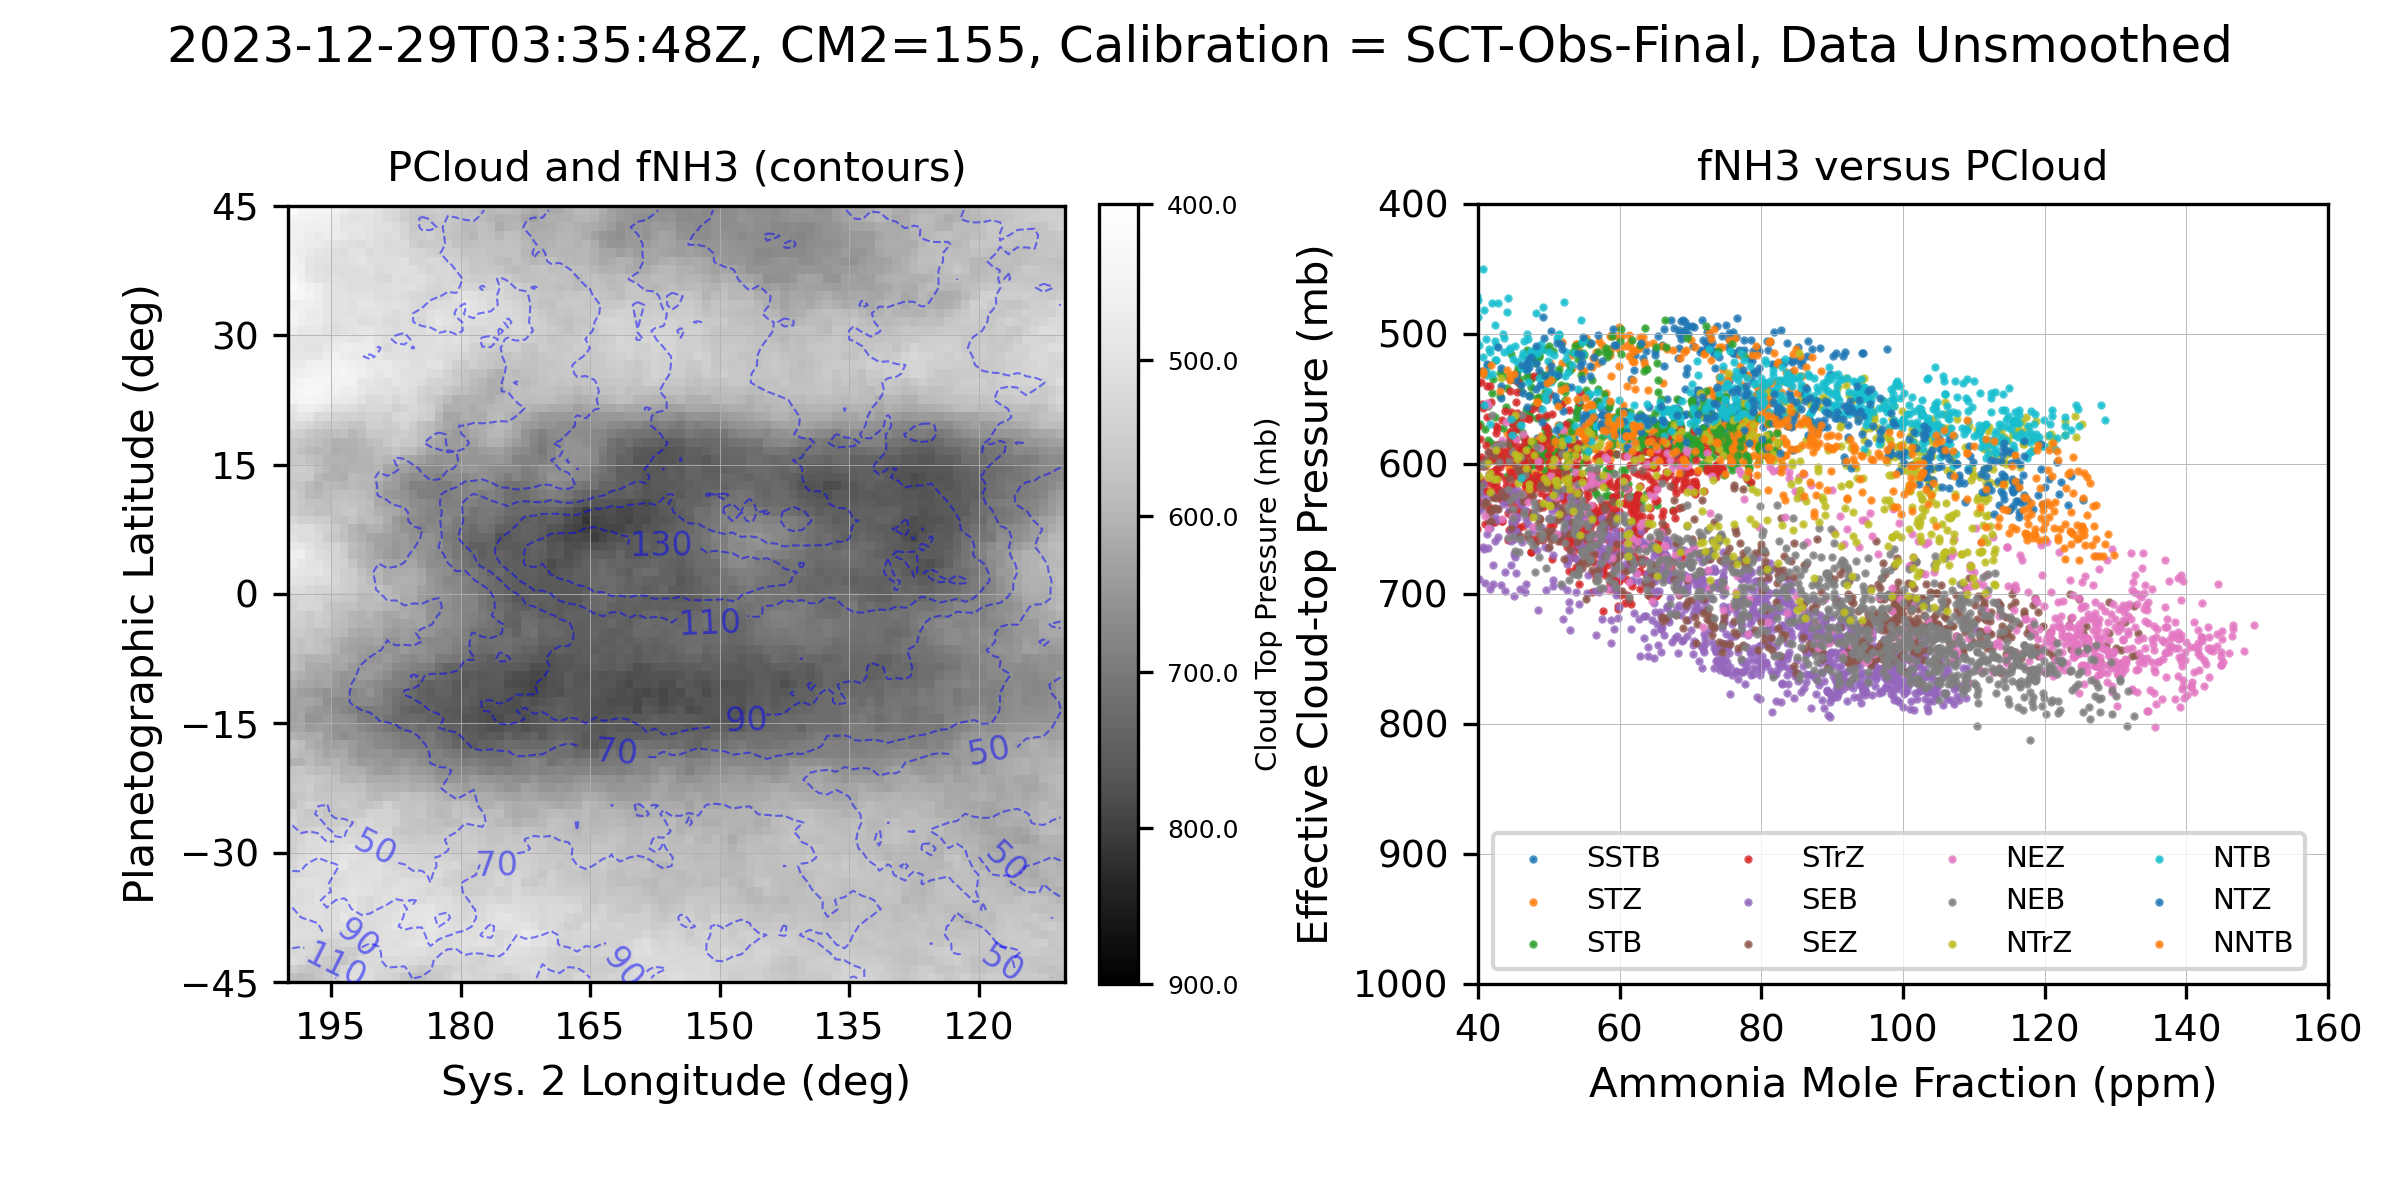 2023-12-29T03:35:48Z, CM2=155, Calibration = SCT-Obs-Final, Data Unsmoothed
PCloud and fNH3 (contours)
45
30
15
0
−15
−30
−45
Planetographic Latitude (deg)
195
180
165
150
135
120
Sys. 2 Longitude (deg)
130
110
90
70
50
50
70
50
90
110
90
50
400.0
500.0
600.0
700.0
800.0
900.0
Cloud Top Pressure (mb)
fNH3 versus PCloud
400
500
600
700
800
900
1000
Effective Cloud-top Pressure (mb)
SSTB
STZ
STB
STrZ
SEB
SEZ
NEZ
NEB
NTrZ
NTB
NTZ
NNTB
40
60
80
100
120
140
160
Ammonia Mole Fraction (ppm)